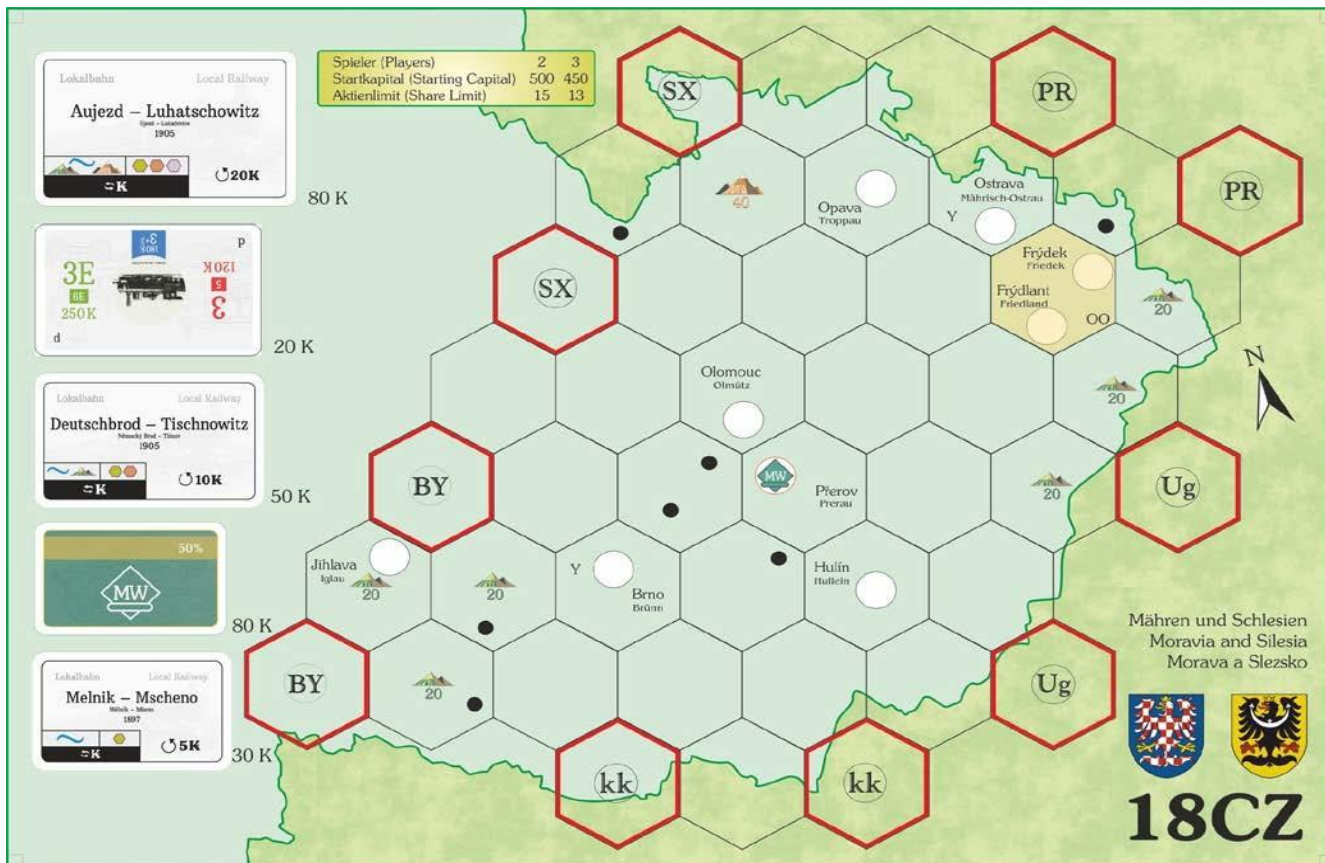 Spieler (Players) 2 3
Startkapital (Starting Capital) 500 450
Aktienlimit (Share Limit) 15 13
Lokalbahn Local Railway
Aujezd – Luhatschowitz
1905
K
20K
80 K
3E
250K
120K
5
3
d
p
20 K
Lokalbahn Local Railway
Deutschbrod – Tischnowitz
1905
K
10K
50 K
50%
MW
80 K
Lokalbahn Local Railway
Melnik – Mscheno
1897
K
5K
30 K
SX
PR
40
Opava
Troppau
Ostrava
Mährisch-Ostrau
Y
PR
SX
Frýdek
Friedek
Frýdlant
Friedland
OO
20
N
Olomouc
Olmütz
20
BY
MW
Přerov
Prerau
20
Ug
Jihlava
Iglau
20
20
Y
Brno
Brünn
Hulín
Hullein
BY
20
Ug
kk
kk
Mähren und Schlesien
Moravia and Silesia
Morava a Slezsko
18CZ